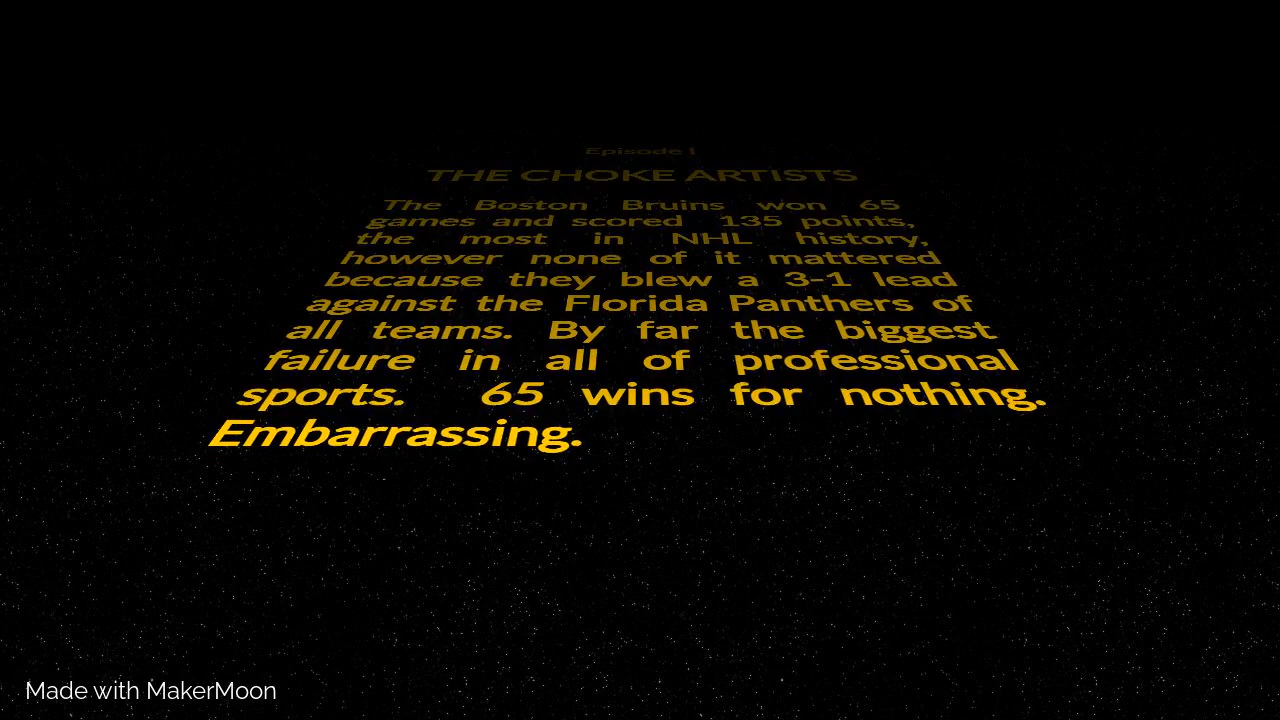 Episode I
THE CHOKE ARTISTS
The Boston Bruins won 65
games and scored 135 points,
the most in NHL history,
however none of it mattered
because they blew a 3-1 lead
against the Florida Panthers of
all teams. By far the biggest
failure in all of professional
sports. 65 wins for nothing.
Embarrassing.
Made with MakerMoon